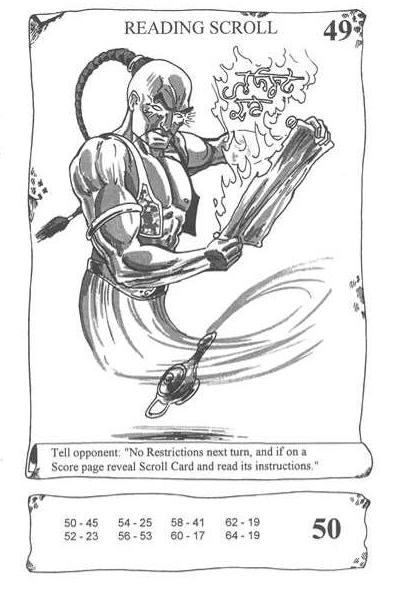 READING SCROLL
49
Tell opponent: "No Restrictions next turn, and if on a
Score page reveal Scroll Card and read its instructions."
50 - 45 54 - 25 58 - 41 62 - 19
52 - 23 56 - 53 60 - 17 64 - 19
50